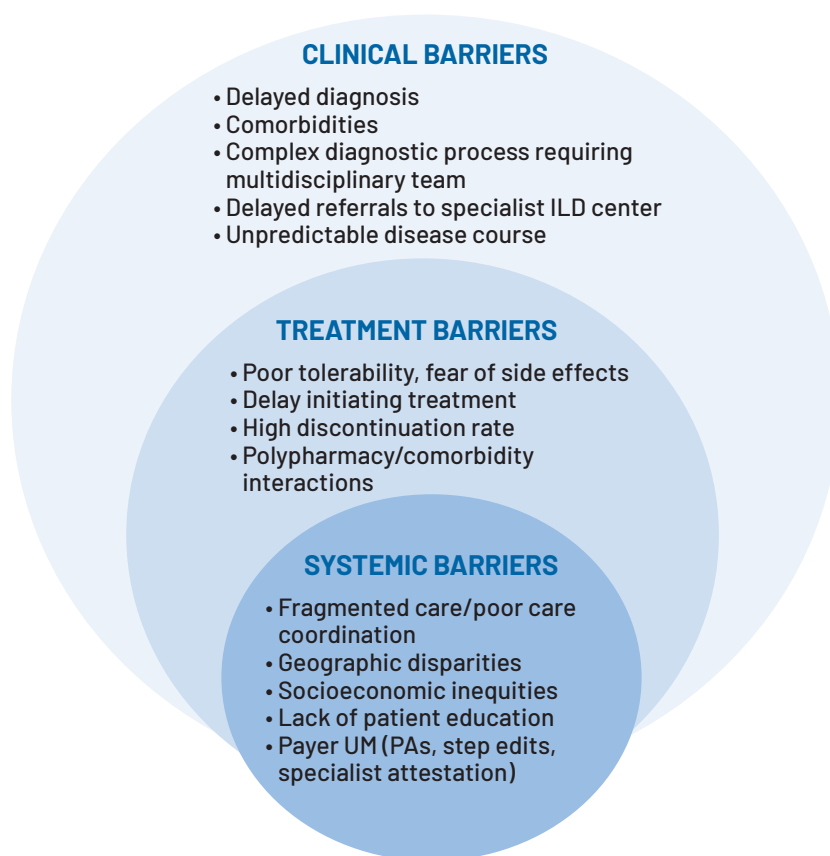 CLINICAL BARRIERS
• Delayed diagnosis
• Comorbidities
• Complex diagnostic process requiring
multidisciplinary team
• Delayed referrals to specialist ILD center
• Unpredictable disease course
TREATMENT BARRIERS
• Poor tolerability, fear of side effects
• Delay initiating treatment
• High discontinuation rate
• Polypharmacy/comorbidity
interactions
SYSTEMIC BARRIERS
• Fragmented care/poor care
coordination
• Geographic disparities
• Socioeconomic inequities
• Lack of patient education
• Payer UM (PAs, step edits,
specialist attestation)